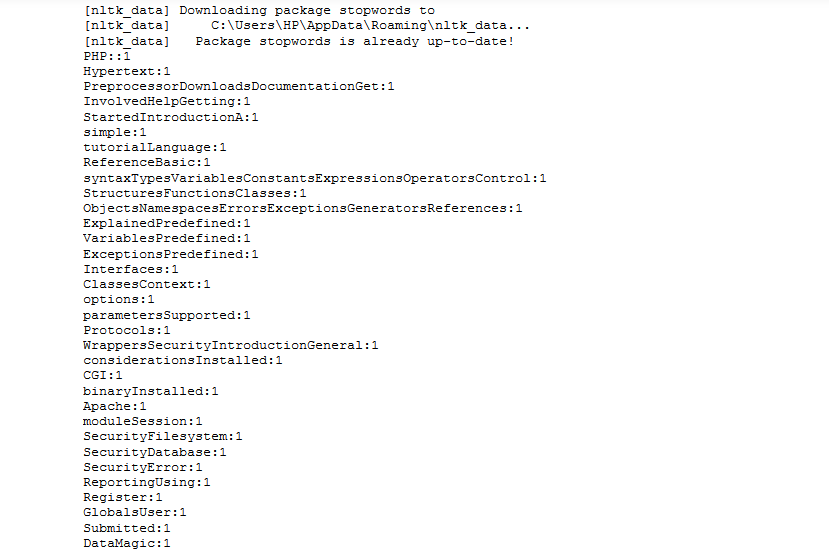 [nltk_data] Downloading package stopwords to
[nltk_data]     C:\Users\HP\AppData\Roaming\nltk_data...
[nltk_data]   Package stopwords is already up-to-date!
PHP::1
Hypertext:1
PreprocessorDownloadsDocumentationGet:1
InvolvedHelpGetting:1
StartedIntroductionA:1
simple:1
tutorialLanguage:1
ReferenceBasic:1
syntaxTypesVariablesConstantsExpressionsOperatorsControl:1
StructuresFunctionsClasses:1
ObjectsNamespacesErrorsExceptionsGeneratorsReferences:1
ExplainedPredefined:1
VariablesPredefined:1
ExceptionsPredefined:1
Interfaces:1
ClassesContext:1
options:1
parametersSupported:1
Protocols:1
WrappersSecurityIntroductionGeneral:1
considerationsInstalled:1
CGI:1
binaryInstalled:1
Apache:1
moduleSession:1
SecurityFilesystem:1
SecurityDatabase:1
SecurityError:1
ReportingUsing:1
Register:1
GlobalsUser:1
Submitted:1
DataMagic:1